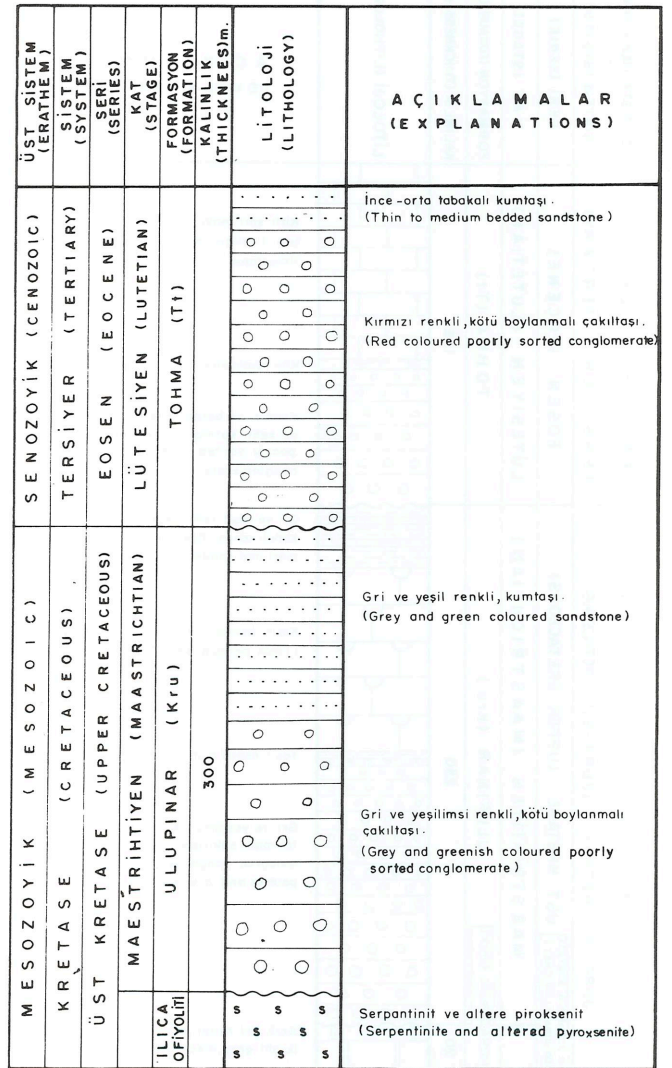 ÜST SİSTEM
(ERATHEM)
SİSTEM
(SYSTEM)
SERİ
(SERIES)
KAT
(STAGE)
FORMASYON
(FORMATION)
KALINLIK
(THICKNEES)m.
LİTOLOJİ
(LITHOLOGY)
AÇIKLAMALAR
(EXPLANATIONS)
SENOZOYİK (CENOZOIC)
TERSİYER (TERTIARY)
EOSEN (EOCENE)
LÜTESİYEN (LUTETIAN)
TOHMA (Tt)
İnce-orta tabakalı kumtaşı.
(Thin to medium bedded sandstone)
Kırmızı renkli, kötü boylanmalı çakıltaşı.
(Red coloured poorly sorted conglomerate)
MESOZOYİK (MESOZOIC)
KRETASE (CRETACEOUS)
ÜST KRETASE (UPPER CRETACEOUS)
MAESTRİHTİYEN (MAASTRICHTIAN)
ULUPINAR (Kru)
300
Gri ve yeşil renkli, kumtaşı.
(Grey and green coloured sandstone)
Gri ve yeşilimsi renkli, kötü boylanmalı
çakıltaşı.
(Grey and greenish coloured poorly
sorted conglomerate)
ILICA
OFİYOLİTİ
S S S
S S
S S S
Serpantinit ve altere piroksenit
(Serpentinite and altered pyroxsenite)